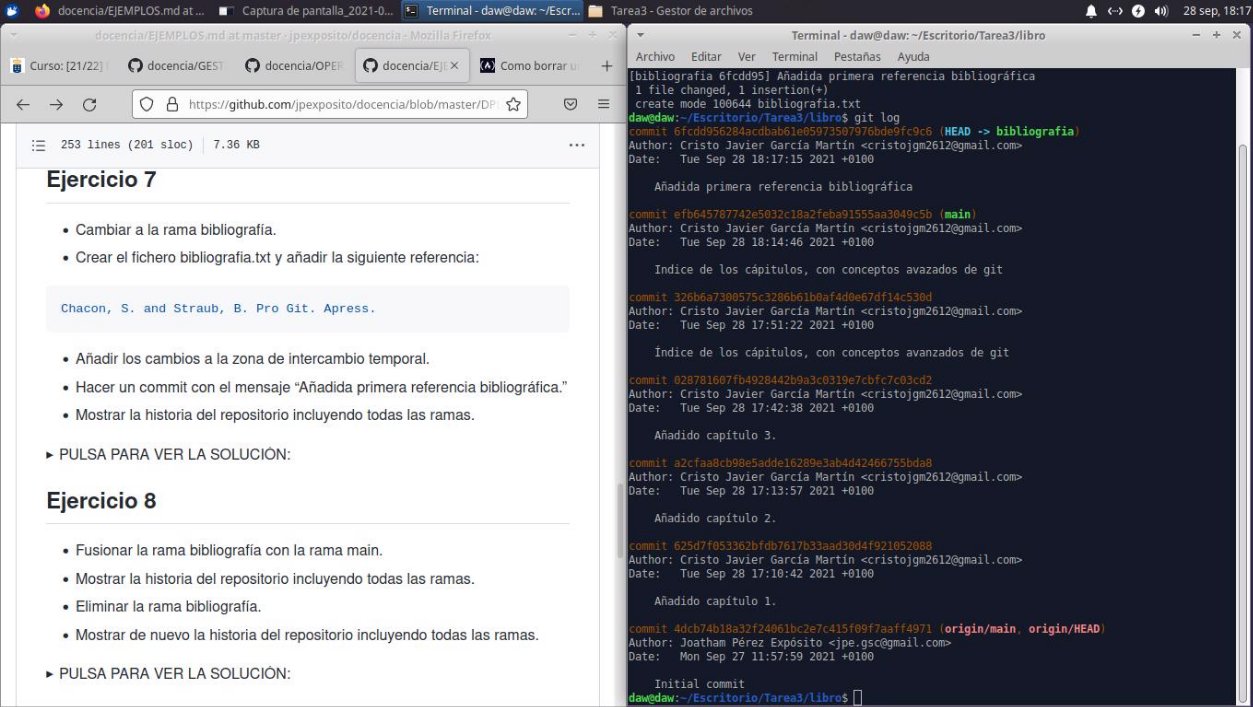 docencia/EJEMPLOS.md at ...
Captura de pantalla_2021-0...
Terminal - daw@daw: ~/Escr...
Tarea3 - Gestor de archivos
28 sep, 18:17
docencia/EJEMPLOS.md at master · jpexposito/docencia - Mozilla Firefox
Curso: [21/22]
docencia/GEST
docencia/OPER
docencia/EJE
Como borrar u
https://github.com/jpexposito/docencia/blob/master/DP
253 lines (201 sloc)
7.36 KB
Ejercicio 7
Cambiar a la rama bibliografía.
Crear el fichero bibliografia.txt y añadir la siguiente referencia:
Chacon, S. and Straub, B. Pro Git. Apress.
Añadir los cambios a la zona de intercambio temporal.
Hacer un commit con el mensaje “Añadida primera referencia bibliográfica.”
Mostrar la historia del repositorio incluyendo todas las ramas.
PULSA PARA VER LA SOLUCIÓN:
Ejercicio 8
Fusionar la rama bibliografía con la rama main.
Mostrar la historia del repositorio incluyendo todas las ramas.
Eliminar la rama bibliografía.
Mostrar de nuevo la historia del repositorio incluyendo todas las ramas.
PULSA PARA VER LA SOLUCIÓN:
Terminal - daw@daw: ~/Escritorio/Tarea3/libro
Archivo Editar Ver Terminal Pestañas Ayuda
[bibliografia 6fcdd95] Añadida primera referencia bibliográfica
1 file changed, 1 insertion(+)
create mode 100644 bibliografia.txt
daw@daw:~/Escritorio/Tarea3/libro$ git log
commit 6fcdd956284acdbab61e05973507976bde9fc9c6 (HEAD -> bibliografia)
Author: Cristo Javier García Martín <cristojgm2612@gmail.com>
Date:   Tue Sep 28 18:17:15 2021 +0100
Añadida primera referencia bibliográfica
commit efb645787742e5032c18a2feba91555aa3049c5b (main)
Author: Cristo Javier García Martín <cristojgm2612@gmail.com>
Date:   Tue Sep 28 18:14:46 2021 +0100
Indice de los cápitulos, con conceptos avazados de git
commit 326b6a7300575c3286b61b0af4d0e67df14c530d
Author: Cristo Javier García Martín <cristojgm2612@gmail.com>
Date:   Tue Sep 28 17:51:22 2021 +0100
Índice de los cápitulos, con conceptos avanzados de git
commit 028781607fb4928442b9a3c0319e7cbfc7c03cd2
Author: Cristo Javier García Martín <cristojgm2612@gmail.com>
Date:   Tue Sep 28 17:42:38 2021 +0100
Añadido capítulo 3.
commit a2cfaa8cb98e5adde16289e3ab4d42466755bda8
Author: Cristo Javier García Martín <cristojgm2612@gmail.com>
Date:   Tue Sep 28 17:13:57 2021 +0100
Añadido capítulo 2.
commit 625d7f053362bfdb7617b33aad30d4f921052088
Author: Cristo Javier García Martín <cristojgm2612@gmail.com>
Date:   Tue Sep 28 17:10:42 2021 +0100
Añadido capítulo 1.
commit 4dcb74b18a32f24061bc2e7c415f09f7aaff4971 (origin/main, origin/HEAD)
Author: Joatham Pérez Expósito <jpe.gsc@gmail.com>
Date:   Mon Sep 27 11:57:59 2021 +0100
Initial commit
daw@daw:~/Escritorio/Tarea3/libro$